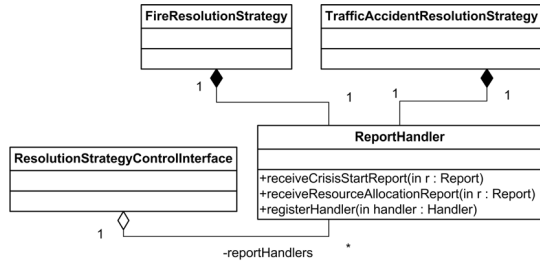 FireResolutionStrategy
TrafficAccidentResolutionStrategy
1
1
1
1
ReportHandler
ResolutionStrategyControlInterface
+receiveCrisisStartReport(in r : Report)
+receiveResourceAllocationReport(in r : Report)
+registerHandler(in handler : Handler)
1
-reportHandlers
*